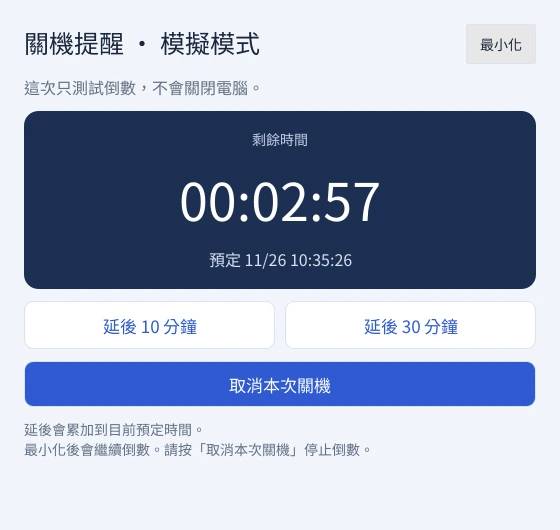 關機提醒 · 模擬模式
最小化
這次只測試倒數，不會關閉電腦。
剩餘時間
00:02:57
預定 11/26 10:35:26
延後 10 分鐘
延後 30 分鐘
取消本次關機
延後會累加到目前預定時間。
最小化後會繼續倒數。請按「取消本次關機」停止倒數。